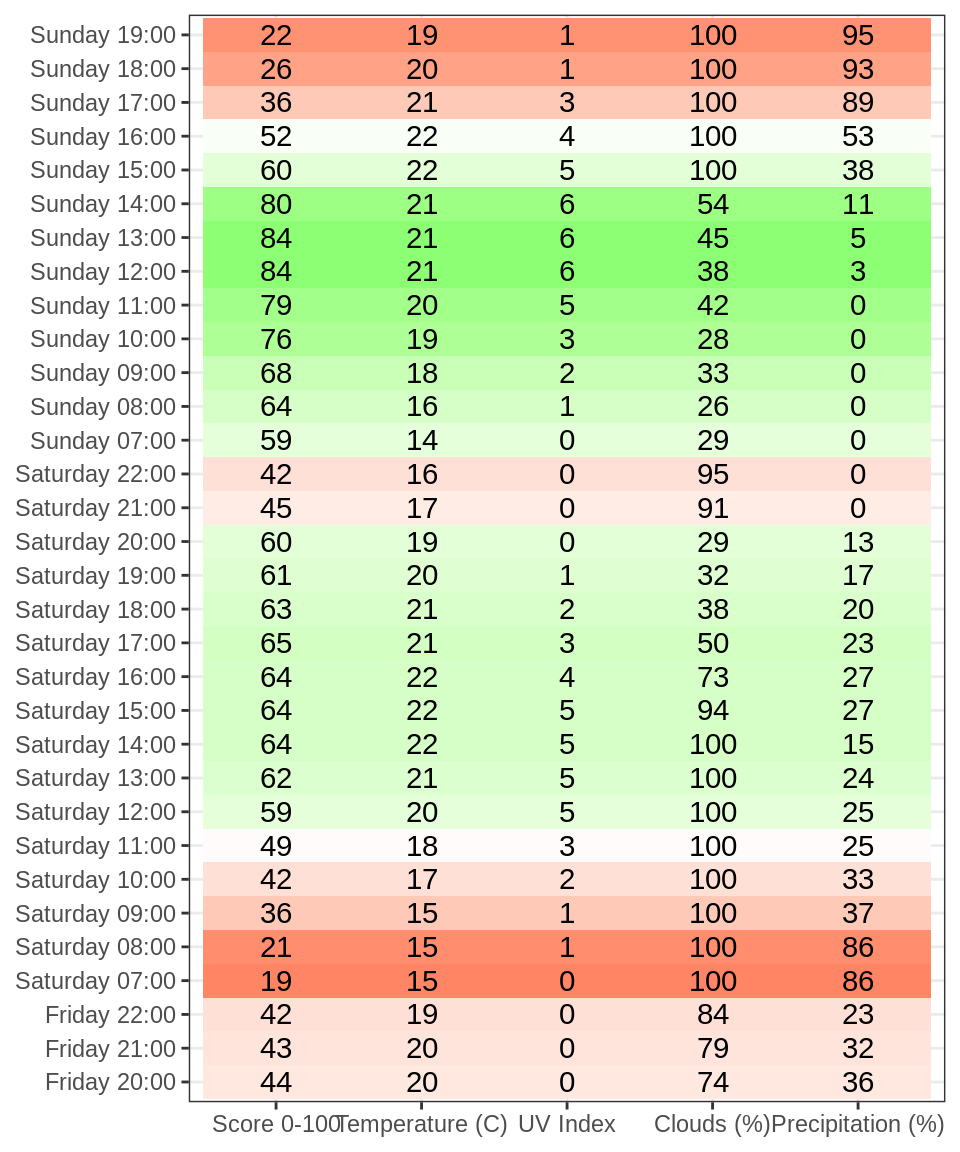 Sunday 19:00 22 19 1 100 95
Sunday 18:00 26 20 1 100 93
Sunday 17:00 36 21 3 100 89
Sunday 16:00 52 22 4 100 53
Sunday 15:00 60 22 5 100 38
Sunday 14:00 80 21 6 54 11
Sunday 13:00 84 21 6 45 5
Sunday 12:00 84 21 6 38 3
Sunday 11:00 79 20 5 42 0
Sunday 10:00 76 19 3 28 0
Sunday 09:00 68 18 2 33 0
Sunday 08:00 64 16 1 26 0
Sunday 07:00 59 14 0 29 0
Saturday 22:00 42 16 0 95 0
Saturday 21:00 45 17 0 91 0
Saturday 20:00 60 19 0 29 13
Saturday 19:00 61 20 1 32 17
Saturday 18:00 63 21 2 38 20
Saturday 17:00 65 21 3 50 23
Saturday 16:00 64 22 4 73 27
Saturday 15:00 64 22 5 94 27
Saturday 14:00 64 22 5 100 15
Saturday 13:00 62 21 5 100 24
Saturday 12:00 59 20 5 100 25
Saturday 11:00 49 18 3 100 25
Saturday 10:00 42 17 2 100 33
Saturday 09:00 36 15 1 100 37
Saturday 08:00 21 15 1 100 86
Saturday 07:00 19 15 0 100 86
Friday 22:00 42 19 0 84 23
Friday 21:00 43 20 0 79 32
Friday 20:00 44 20 0 74 36
Score 0-100 Temperature (C) UV Index Clouds (%) Precipitation (%)